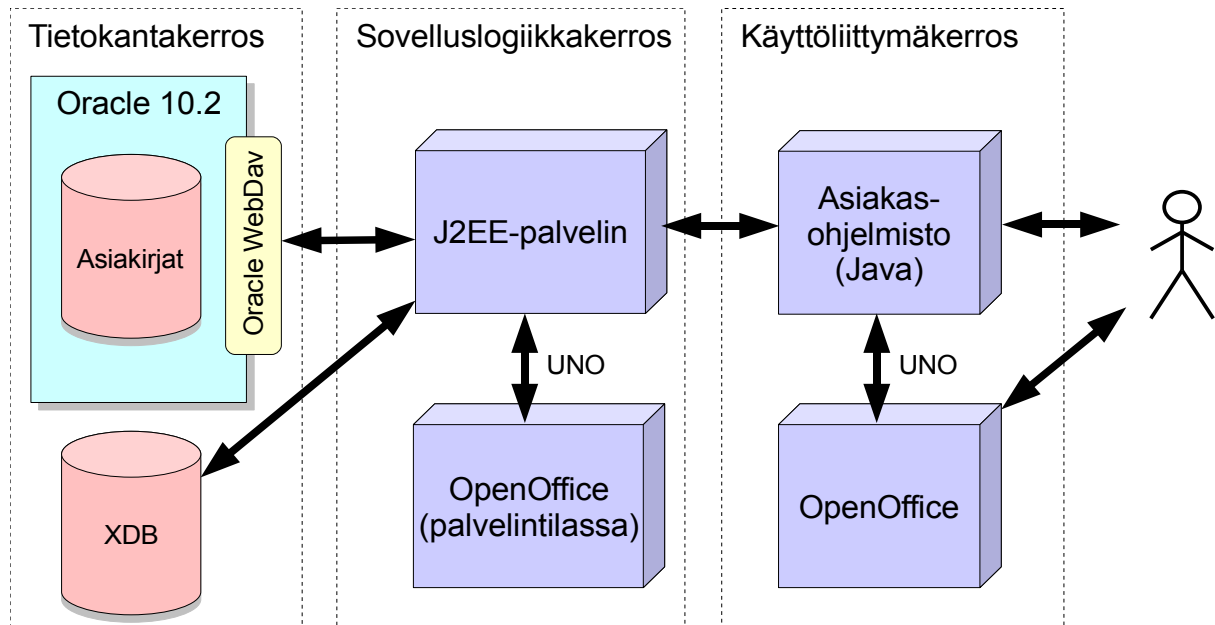 Tietokantakerros
Sovelluslogiikkakerros
Käyttöliittymäkerros
Oracle 10.2
Asiakirjat
Oracle WebDav
J2EE-palvelin
Asiakas-
ohjelmisto
(Java)
UNO
UNO
XDB
OpenOffice
(palvelintilassa)
OpenOffice